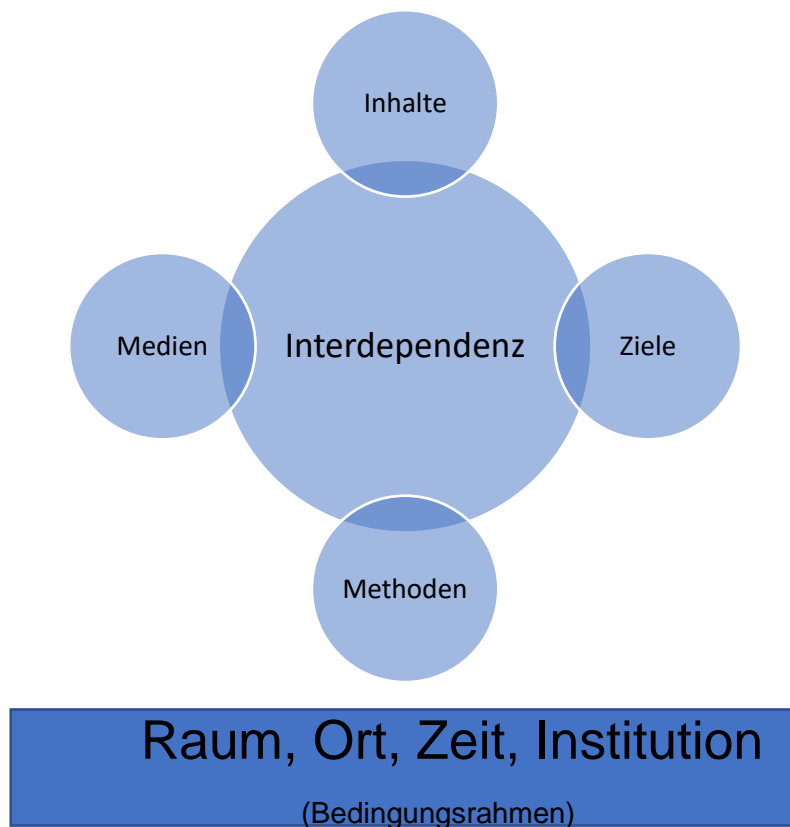 Inhalte
Medien
Interdependenz
Ziele
Methoden
Raum, Ort, Zeit, Institution
(Bedingungsrahmen)